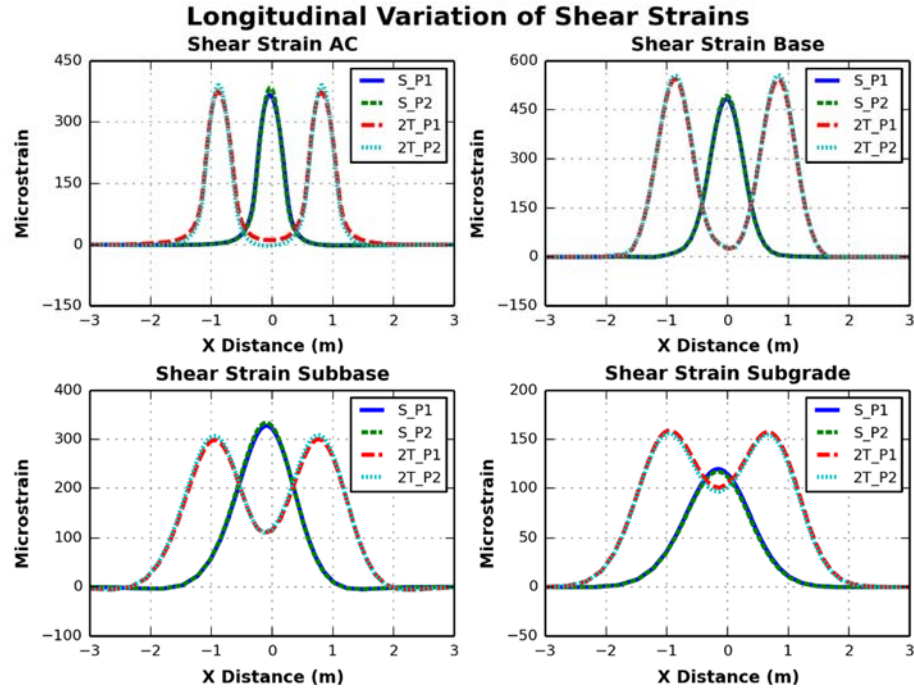 Longitudinal Variation of Shear Strains
Shear Strain AC
450
300
150
0
−150
Microstrain
−3 −2 −1 0 1 2 3
X Distance (m)
S_P1
S_P2
2T_P1
2T_P2
Shear Strain Base
600
450
300
150
0
−150
Microstrain
−3 −2 −1 0 1 2 3
X Distance (m)
S_P1
S_P2
2T_P1
2T_P2
Shear Strain Subbase
400
300
200
100
0
−100
Microstrain
−3 −2 −1 0 1 2 3
X Distance (m)
S_P1
S_P2
2T_P1
2T_P2
Shear Strain Subgrade
200
150
100
50
0
−50
Microstrain
−3 −2 −1 0 1 2 3
X Distance (m)
S_P1
S_P2
2T_P1
2T_P2